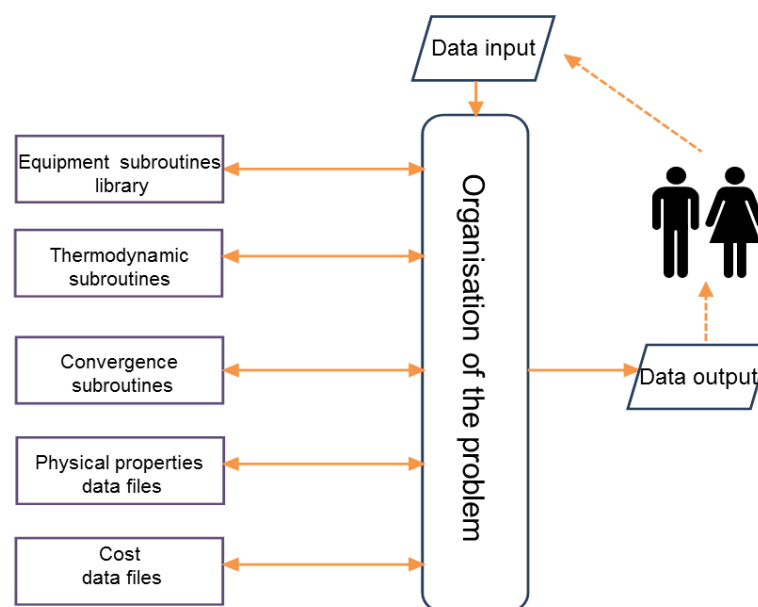 Data input
Equipment subroutines
library
Thermodynamic
subroutines
Convergence
subroutines
Physical properties
data files
Cost
data files
Organisation of the problem
Data output